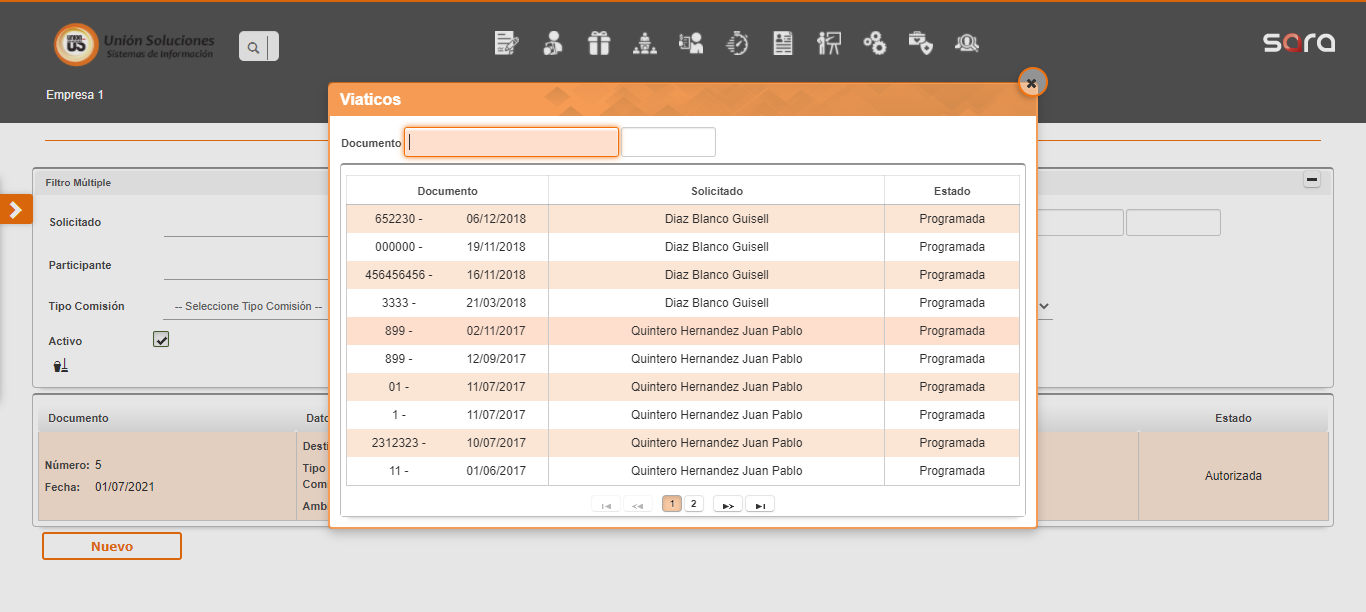 UNION
US
Unión Soluciones
Sistemas de Información
sara
Empresa 1
Viaticos
Documento
Documento Solicitado Estado
652230 - 06/12/2018 Diaz Blanco Guisell Programada
000000 - 19/11/2018 Diaz Blanco Guisell Programada
456456456 - 16/11/2018 Diaz Blanco Guisell Programada
3333 - 21/03/2018 Diaz Blanco Guisell Programada
899 - 02/11/2017 Quintero Hernandez Juan Pablo Programada
899 - 12/09/2017 Quintero Hernandez Juan Pablo Programada
01 - 11/07/2017 Quintero Hernandez Juan Pablo Programada
1 - 11/07/2017 Quintero Hernandez Juan Pablo Programada
2312323 - 10/07/2017 Quintero Hernandez Juan Pablo Programada
11 - 01/06/2017 Quintero Hernandez Juan Pablo Programada
1 2
Filtro Múltiple
Solicitado
Participante
Tipo Comisión -- Seleccione Tipo Comisión --
Activo
Documento Dato Estado
Número: 5
Fecha: 01/07/2021
Desti
Tipo
Com
Amb
Autorizada
Nuevo